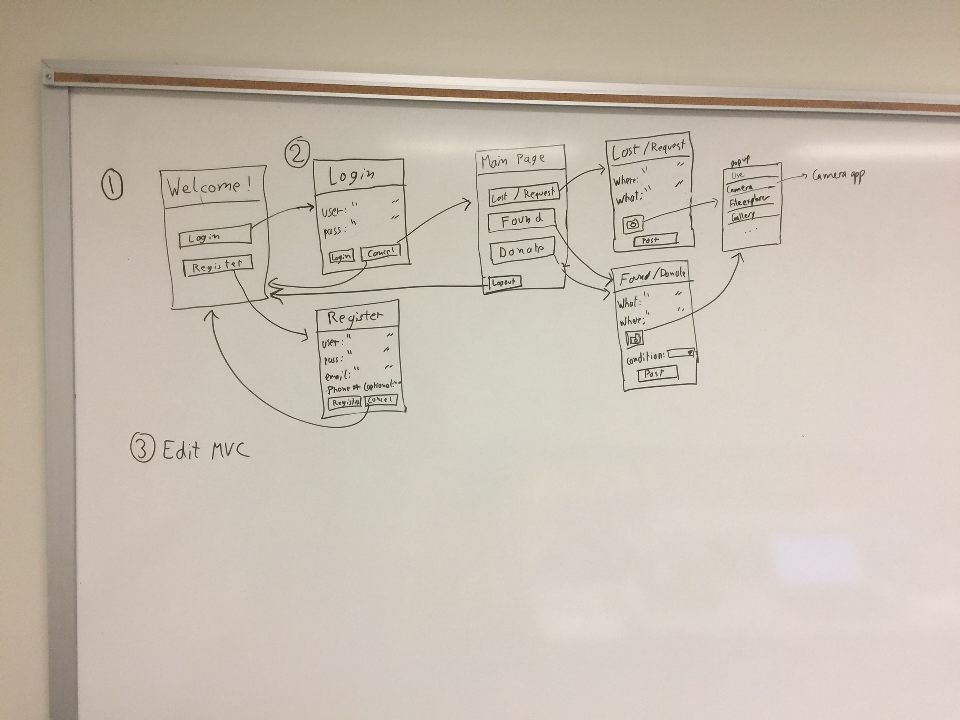 ①
Welcome!
Login
Register
②
Login
user: " "
pass: " "
Login Cancel
Register
user: " "
pass: " "
email: " "
Phone # (optional: ""
Register Cancel
Main Page
Lost / Request
Found
Donate
Logout
Lost / Request
Where: "
What: " "
Post
Found / Donate
What: " "
Where: " "
Condition:
Post
popup
Use
Camera
File explorer
Gallery
...
Camera app
③ Edit MVC